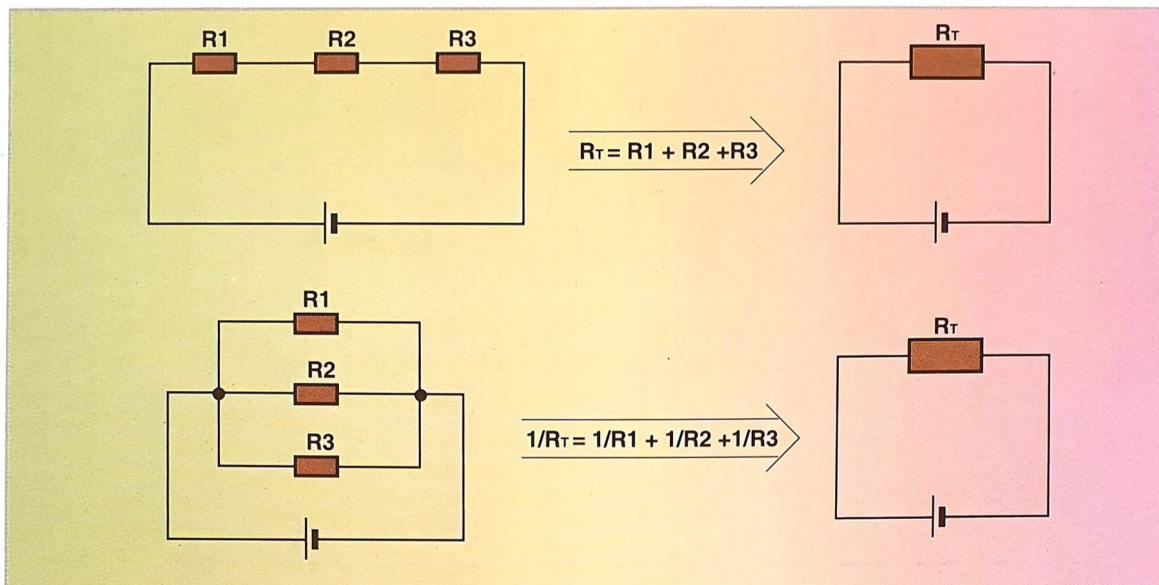 R1 R2 R3
RT
RT = R1 + R2 +R3
R1
R2
R3
1/RT = 1/R1 + 1/R2 +1/R3
RT